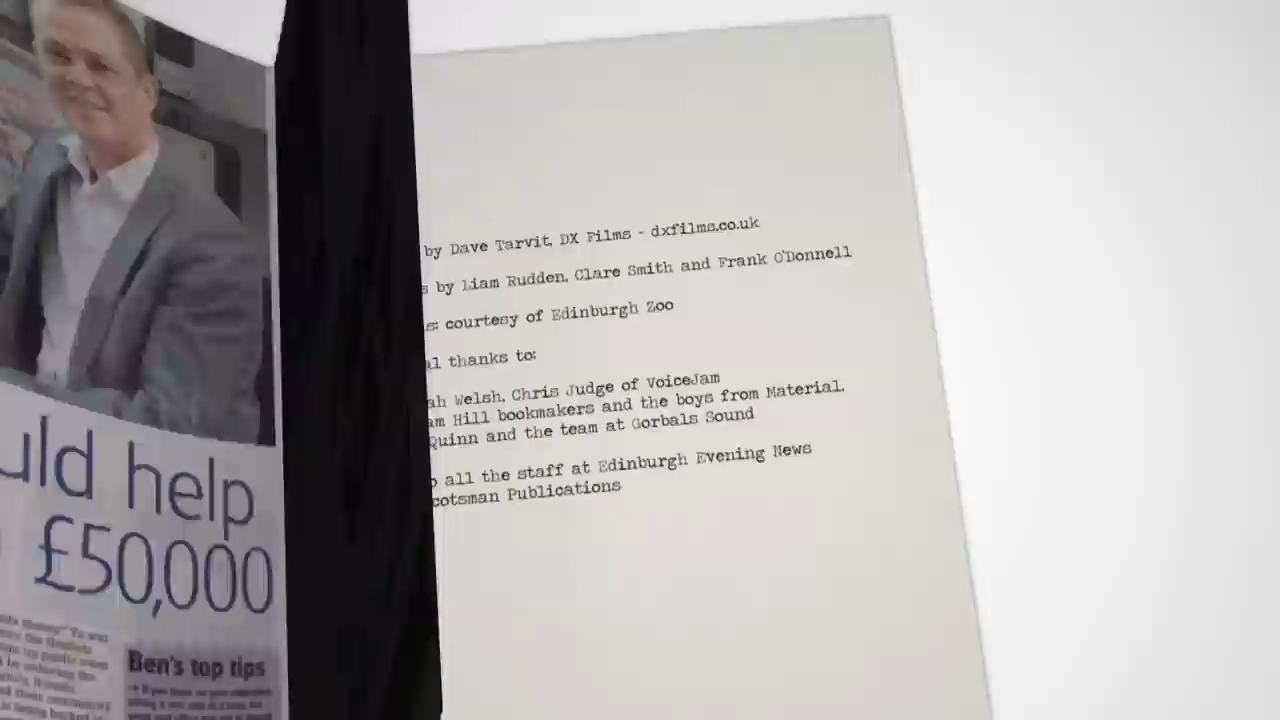 uld help
£50,000
Ben's top tips
by Dave Tarvit, DX Films - dxfilms.co.uk
s by Liam Rudden, Clare Smith and Frank O'Donnell
s: courtesy of Edinburgh Zoo
al thanks to:
ah Welsh, Chris Judge of VoiceJam
am Hill bookmakers and the boys from Material.
Quinn and the team at Gorbals Sound
o all the staff at Edinburgh Evening News
cotsman Publications